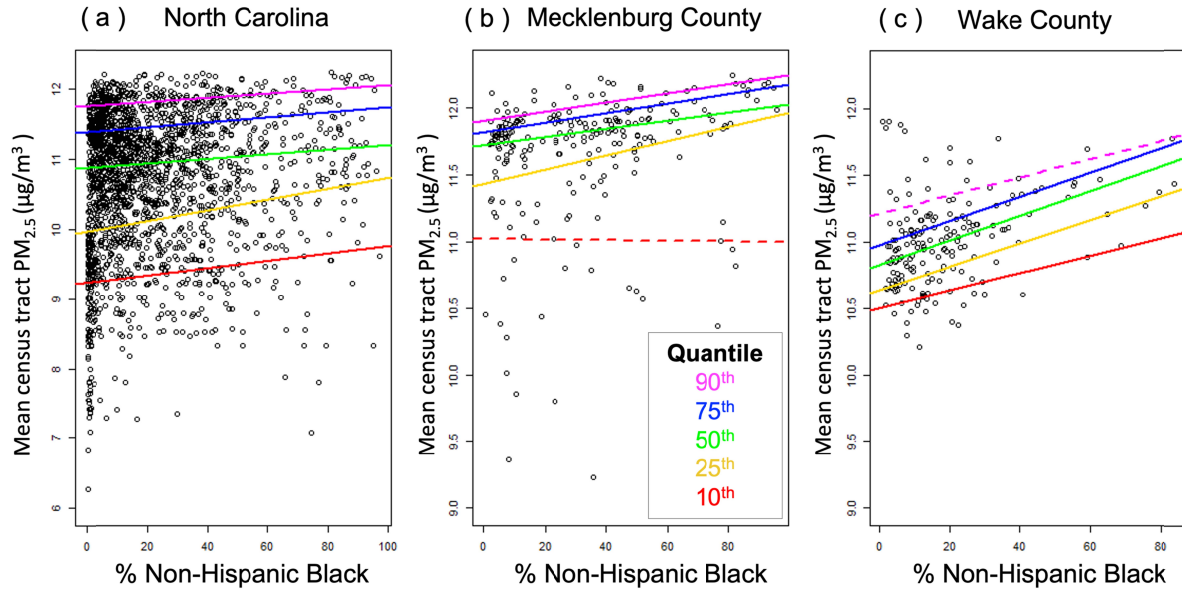 ( a ) North Carolina
Mean census tract PM2.5 (µg/m³)
12
11
10
9
8
7
6
0 20 40 60 80 100
% Non-Hispanic Black
( b ) Mecklenburg County
Mean census tract PM2.5 (µg/m³)
12.0
11.5
11.0
10.5
10.0
9.5
9.0
0 20 40 60 80
% Non-Hispanic Black
Quantile
90th
75th
50th
25th
10th
( c ) Wake County
Mean census tract PM2.5 (µg/m³)
12.0
11.5
11.0
10.5
10.0
9.5
9.0
0 20 40 60 80
% Non-Hispanic Black